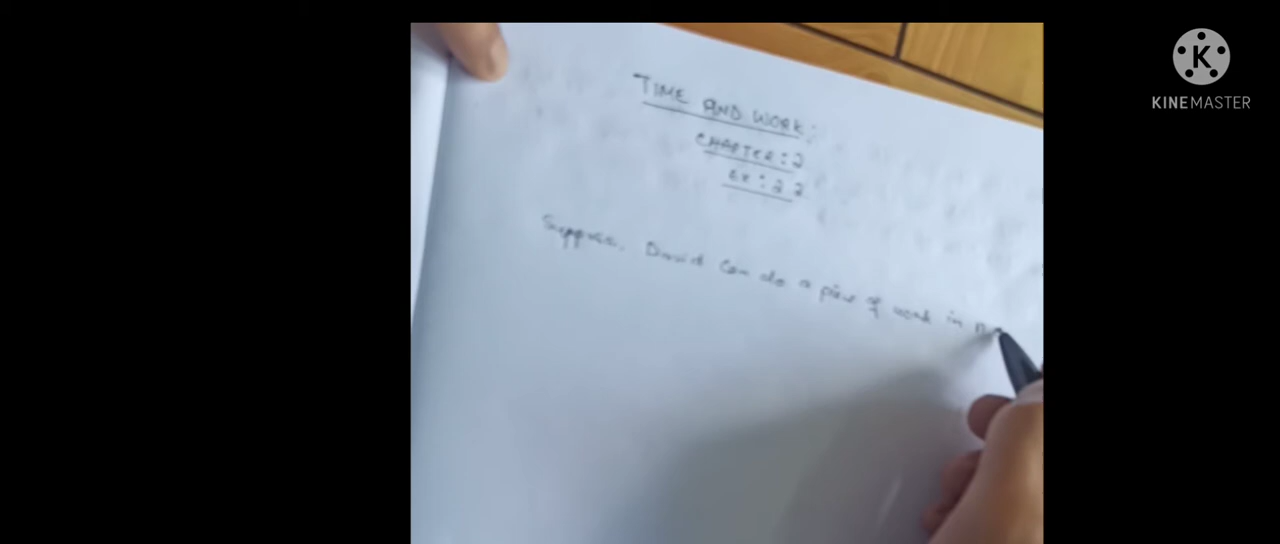 TIME AND WORK:
CHAPTER: 2
EX: 2.2
Suppose, David can do a piece of work in
KINEMASTER